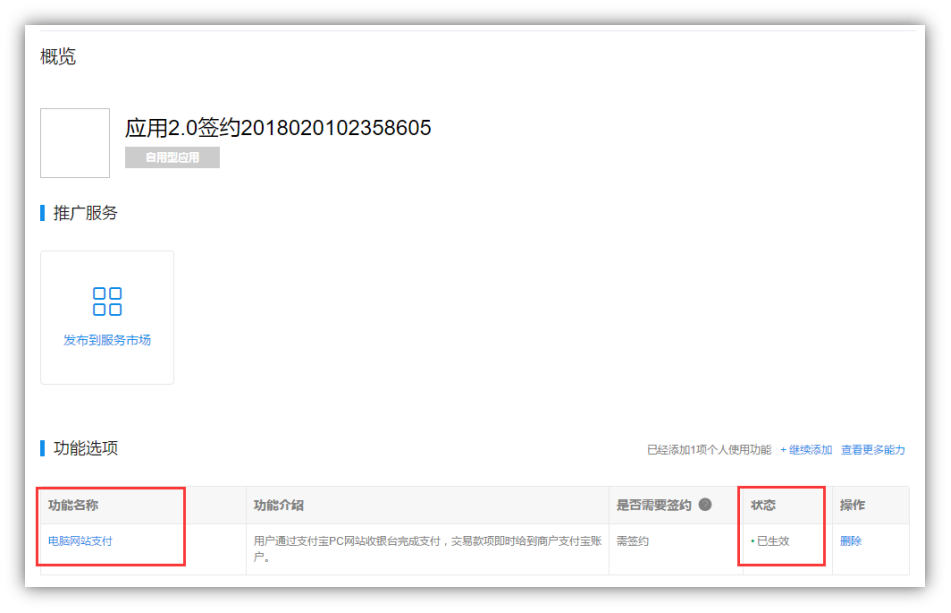 概览
应用2.0签约2018020102358605
自用型应用
推广服务
发布到服务市场
功能选项
已经添加1项个人使用功能 + 继续添加 查看更多能力
功能名称 功能介绍 是否需要签约 ? 状态 操作
电脑网站支付 用户通过支付宝PC网站收银台完成支付，交易款项即时给到商户支付宝账 需签约 • 已生效 删除
户。